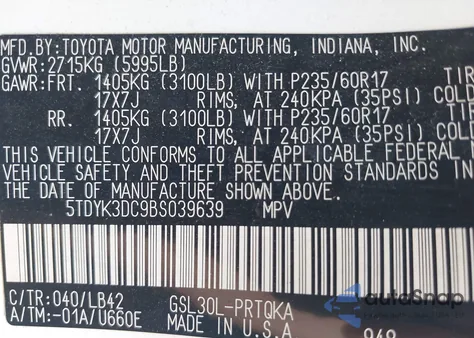 MFD.BY: TOYOTA MOTOR MANUFACTURING, INDIANA, INC.
GVWR: 2715KG (5995LB)
GAWR: FRT. 1405KG (3100LB) WITH P235/60R17 TIR
17X7J RIMS, AT 240KPA (35PSI) COLD
RR. 1405KG (3100LB) WITH P235/60R17 TI
17X7J RIMS, AT 240KPA (35PSI) COLD
THIS VEHICLE CONFORMS TO ALL APPLICABLE FEDERAL
VEHICLE SAFETY AND THEFT PREVENTION STANDARDS IN
THE DATE OF MANUFACTURE SHOWN ABOVE.
5TDYK3DC9BS039639 MPV
C/TR: 040/LB42 GSL30L-PRTQKA
A/TM: -01A/U660E MADE IN U.S.A
autoSnap